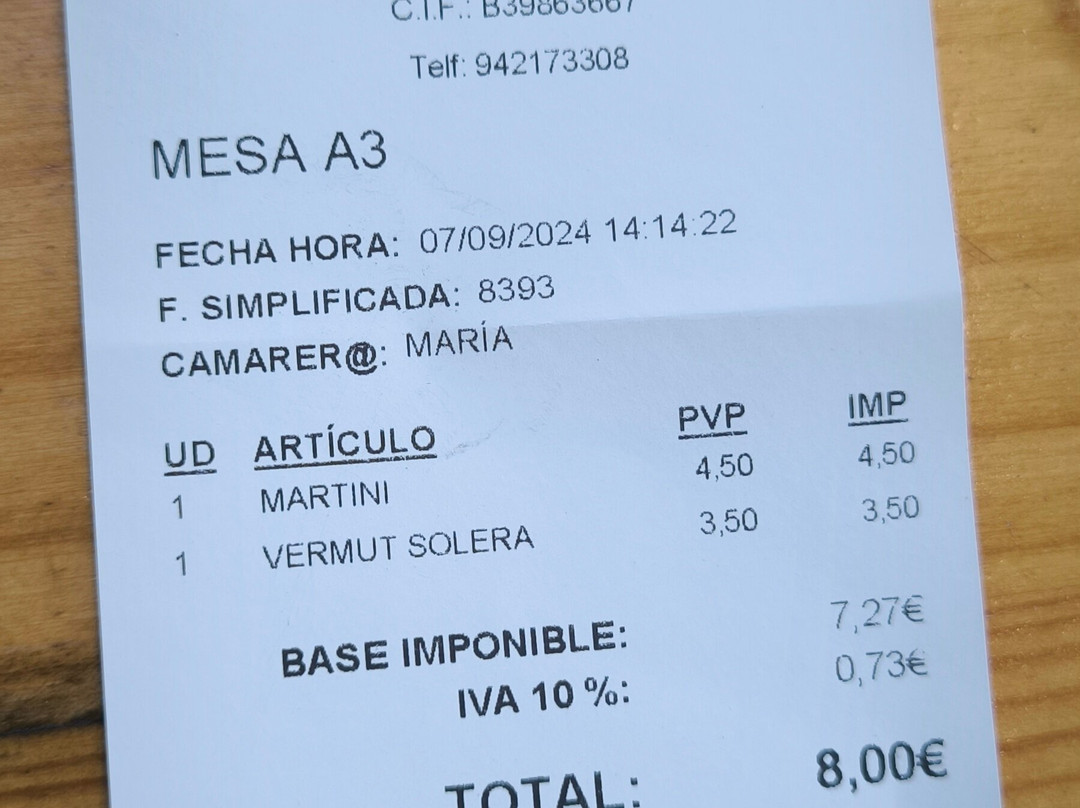 C.I.F.: B39863667
Telf: 942173308
MESA A3
FECHA HORA: 07/09/2024 14:14:22
F. SIMPLIFICADA: 8393
CAMARER@: MARÍA
UD ARTÍCULO PVP IMP
1 MARTINI 4,50 4,50
1 VERMUT SOLERA 3,50 3,50
BASE IMPONIBLE: 7,27€
IVA 10 %: 0,73€
TOTAL: 8,00€